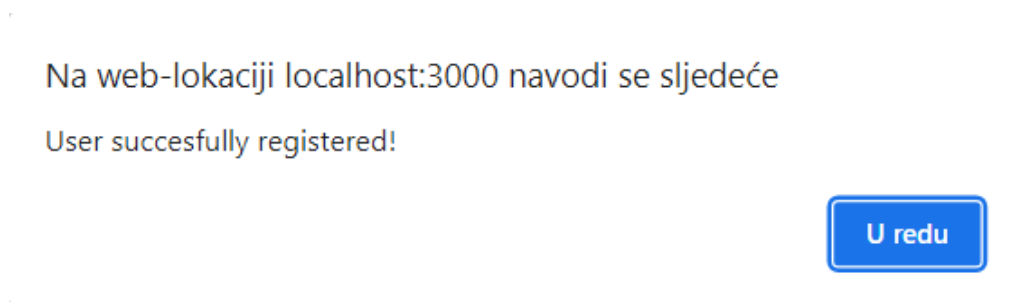 Na web-lokaciji localhost:3000 navodi se sljedeće
User succesfully registered!
U redu